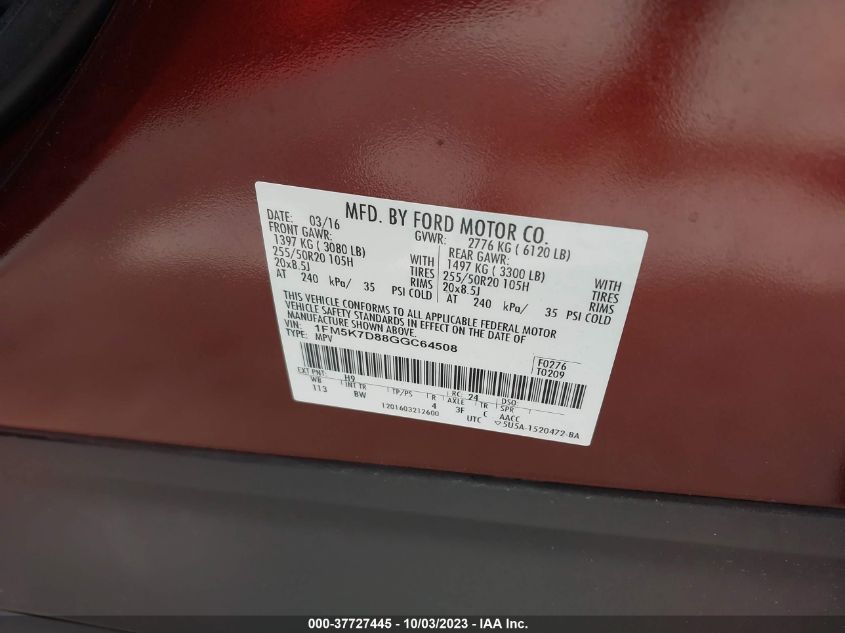 MFD. BY FORD MOTOR CO.
DATE: 03/16 GVWR: 2776 KG ( 6120 LB)
FRONT GAWR: REAR GAWR:
1397 KG ( 3080 LB) WITH 1497 KG ( 3300 LB) WITH
255/50R20 105H TIRES 255/50R20 105H TIRES
20x8.5J RIMS 20x8.5J RIMS
AT 240 kPa/ 35 PSI COLD AT 240 kPa/ 35 PSI COLD
THIS VEHICLE CONFORMS TO ALL APPLICABLE FEDERAL MOTOR
VEHICLE SAFETY STANDARDS IN EFFECT ON THE DATE OF
MANUFACTURE SHOWN ABOVE.
VIN: 1FM5K7D88GGC64508 F0276
TYPE: MPV T0209
EXT PNT: H9 RC: 24 DSO:
WB INT TR TP/PS R AXLE TR SPR
113 BW 4 3F C AACC
1201603212600 UTC 5U5A-1520472-BA
000-37727445 - 10/03/2023 - IAA Inc.